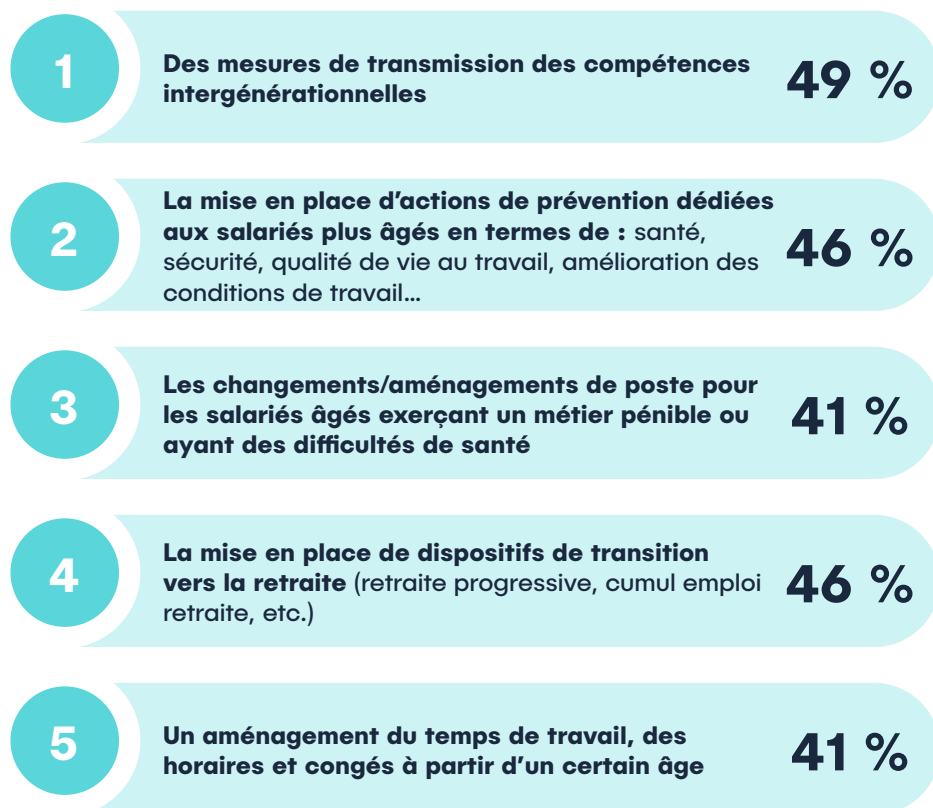 1
Des mesures de transmission des compétences
intergénérationnelles
49 %
2
La mise en place d’actions de prévention dédiées
aux salariés plus âgés en termes de : santé,
sécurité, qualité de vie au travail, amélioration des
conditions de travail...
46 %
3
Les changements/aménagements de poste pour
les salariés âgés exerçant un métier pénible ou
ayant des difficultés de santé
41 %
4
La mise en place de dispositifs de transition
vers la retraite (retraite progressive, cumul emploi
retraite, etc.)
46 %
5
Un aménagement du temps de travail, des
horaires et congés à partir d’un certain âge
41 %